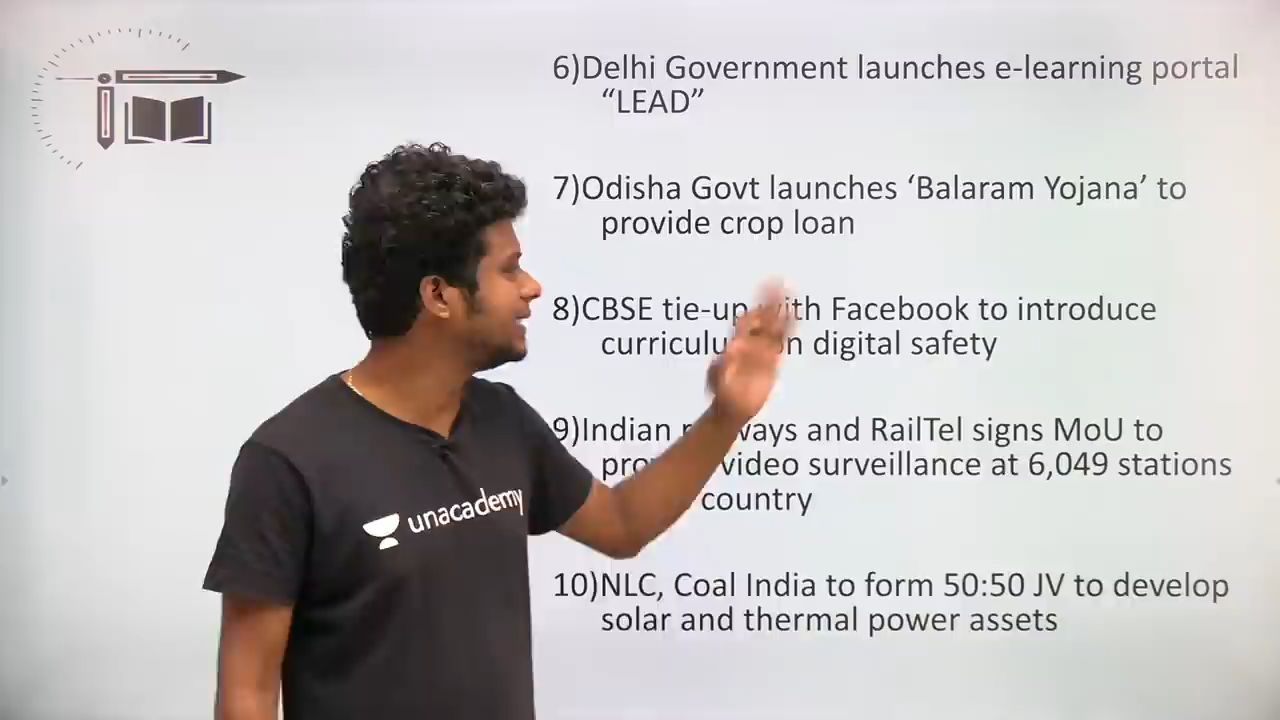 6)Delhi Government launches e-learning portal
“LEAD”
7)Odisha Govt launches ‘Balaram Yojana’ to
provide crop loan
8)CBSE tie-up with Facebook to introduce
digital safety
9)Indian and RailTel signs MoU to
video surveillance at 6,049 stations
country
10)NLC, Coal India to form 50:50 JV to develop
solar and thermal power assets
unacademy